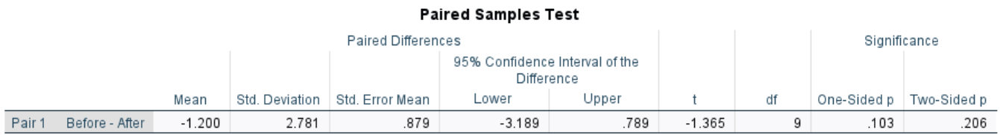 Paired Samples Test
Paired Differences Significance
95% Confidence Interval of the
Difference
Mean Std. Deviation Std. Error Mean Lower Upper t df One-Sided p Two-Sided p
Pair 1 Before - After -1.200 2.781 .879 -3.189 .789 -1.365 9 .103 .206